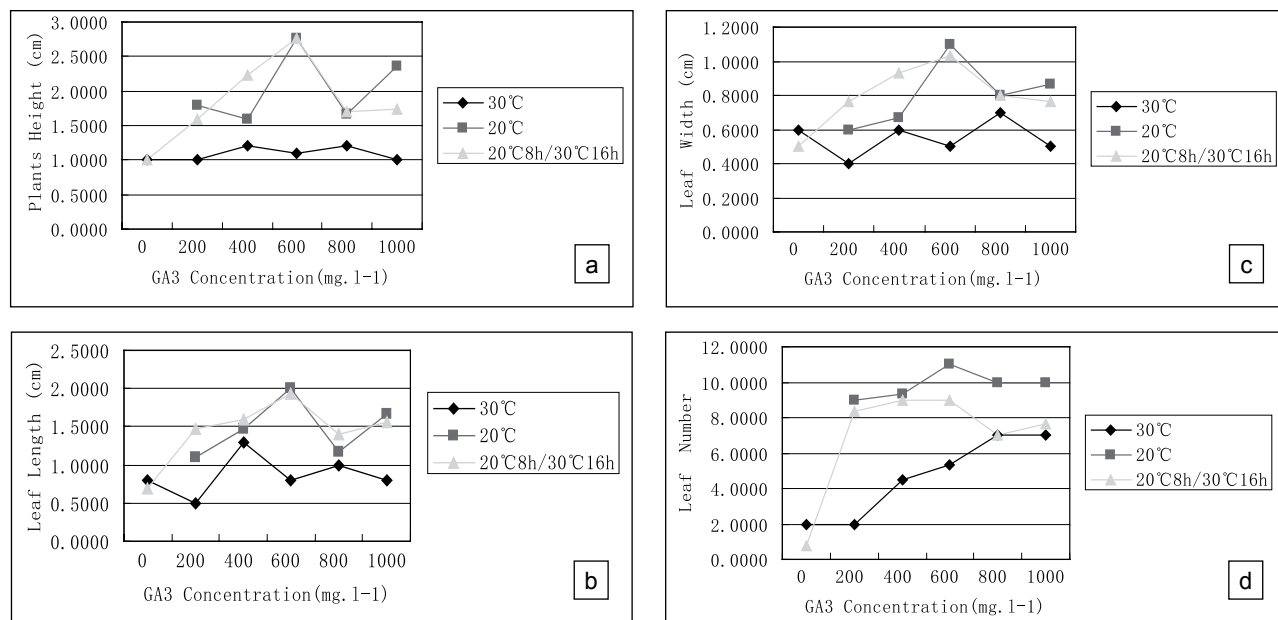 3.0000
2.5000
2.0000
1.5000
1.0000
0.5000
0.0000
Plants Height (cm)
0 200 400 600 800 1000
GA3 Concentration(mg.l-1)
30℃
20℃
20℃8h/30℃16h
a
1.2000
1.0000
0.8000
0.6000
0.4000
0.2000
0.0000
Leaf Width (cm)
0 200 400 600 800 1000
GA3 Concentration(mg.l-1)
30℃
20℃
20℃8h/30℃16h
c
2.5000
2.0000
1.5000
1.0000
0.5000
0.0000
Leaf Length (cm)
0 200 400 600 800 1000
GA3 Concentration(mg.l-1)
30℃
20℃
20℃8h/30℃16h
b
12.0000
10.0000
8.0000
6.0000
4.0000
2.0000
0.0000
Leaf Number
0 200 400 600 800 1000
GA3 Concentration(mg.l-1)
30℃
20℃
20℃8h/30℃16h
d